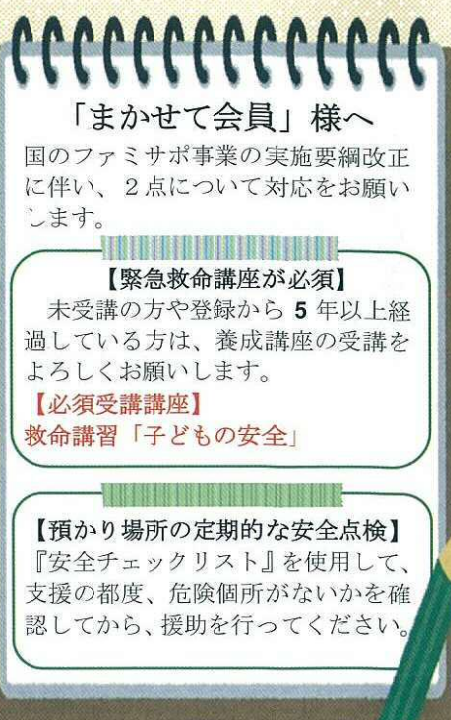 「まかせて会員」様へ
国のファミサポ事業の実施要綱改正
に伴い、２点について対応をお願い
します。
【緊急救命講座が必須】
未受講の方や登録から 5 年以上経
過している方は、養成講座の受講を
よろしくお願いします。
【必須受講講座】
救命講習「子どもの安全」
【預かり場所の定期的な安全点検】
『安全チェックリスト』を使用して、
支援の都度、危険個所がないかを確
認してから、援助を行ってください。